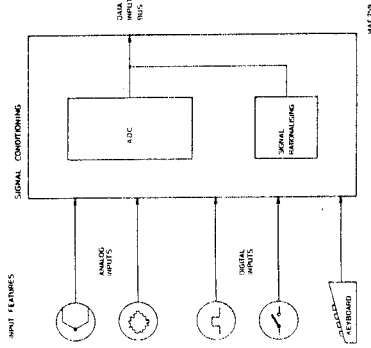 INPUT FEATURES
SIGNAL CONDITIONING
DATA
INPUT
BUS
ANALOG
INPUTS
ADC
DIGITAL
INPUTS
SIGNAL
RATIONALISING
KEYBOARD